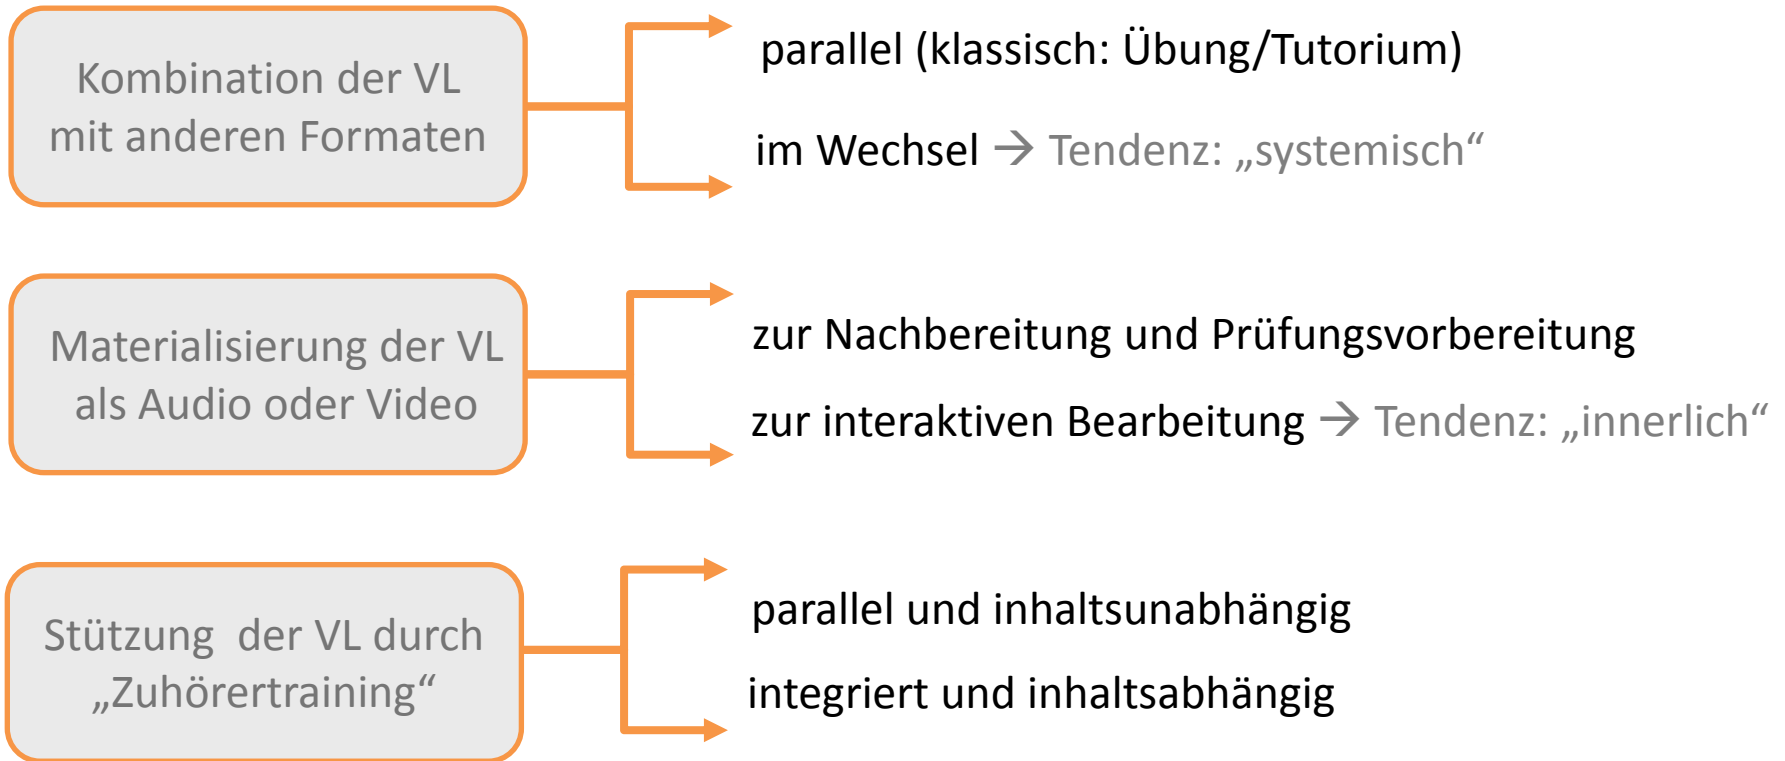 Kombination der VL
mit anderen Formaten
parallel (klassisch: Übung/Tutorium)
im Wechsel → Tendenz: „systemisch“
Materialisierung der VL
als Audio oder Video
zur Nachbereitung und Prüfungsvorbereitung
zur interaktiven Bearbeitung → Tendenz: „innerlich“
Stützung der VL durch
„Zuhörertraining“
parallel und inhaltsunabhängig
integriert und inhaltsabhängig